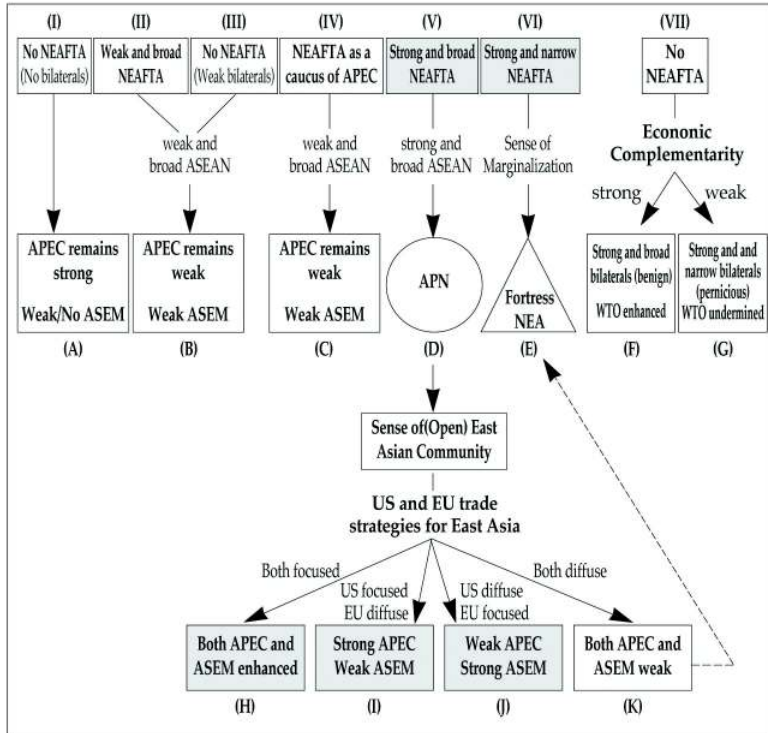 (I)
(II)
(III)
(IV)
(V)
(VI)
(VII)
No NEAFTA
(No bilaterals)
Weak and broad
NEAFTA
No NEAFTA
(Weak bilaterals)
NEAFTA as a
caucus of APEC
Strong and broad
NEAFTA
Strong and narrow
NEAFTA
No
NEAFTA
weak and
broad ASEAN
weak and
broad ASEAN
strong and
broad ASEAN
Sense of
Marginalization
Econonic
Complementarity
strong
weak
APEC remains
strong
Weak/No ASEM
APEC remains
weak
Weak ASEM
APEC remains
weak
Weak ASEM
APN
Fortress
NEA
Strong and broad
bilaterals (benign)
WTO enhanced
Strong and and
narrow bilaterals
(pernicious)
WTO undermined
(A)
(B)
(C)
(D)
(E)
(F)
(G)
Sense of(Open) East
Asian Community
US and EU trade
strategies for East Asia
Both focused
US focused
EU diffuse
US diffuse
EU focused
Both diffuse
Both APEC and
ASEM enhanced
Strong APEC
Weak ASEM
Weak APEC
Strong ASEM
Both APEC and
ASEM weak
(H)
(I)
(J)
(K)